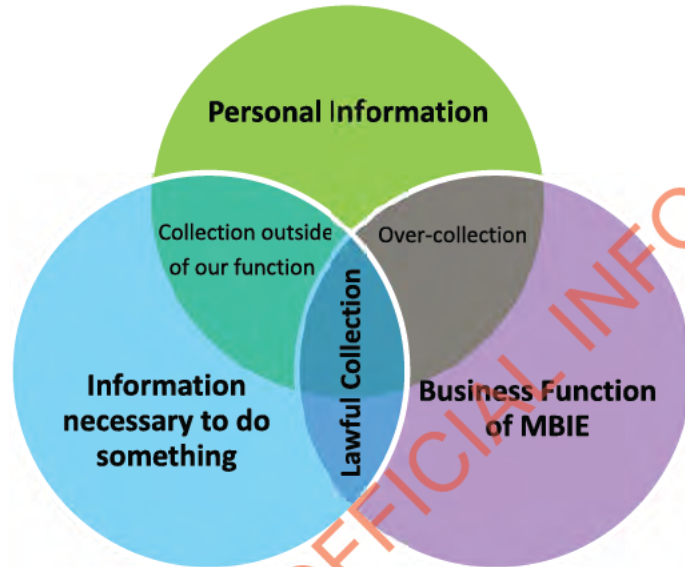 Personal Information
Collection outside
of our function
Over-collection
Lawful Collection
Information
necessary to do
something
Business Function
of MBIE
OFFICIAL INFO